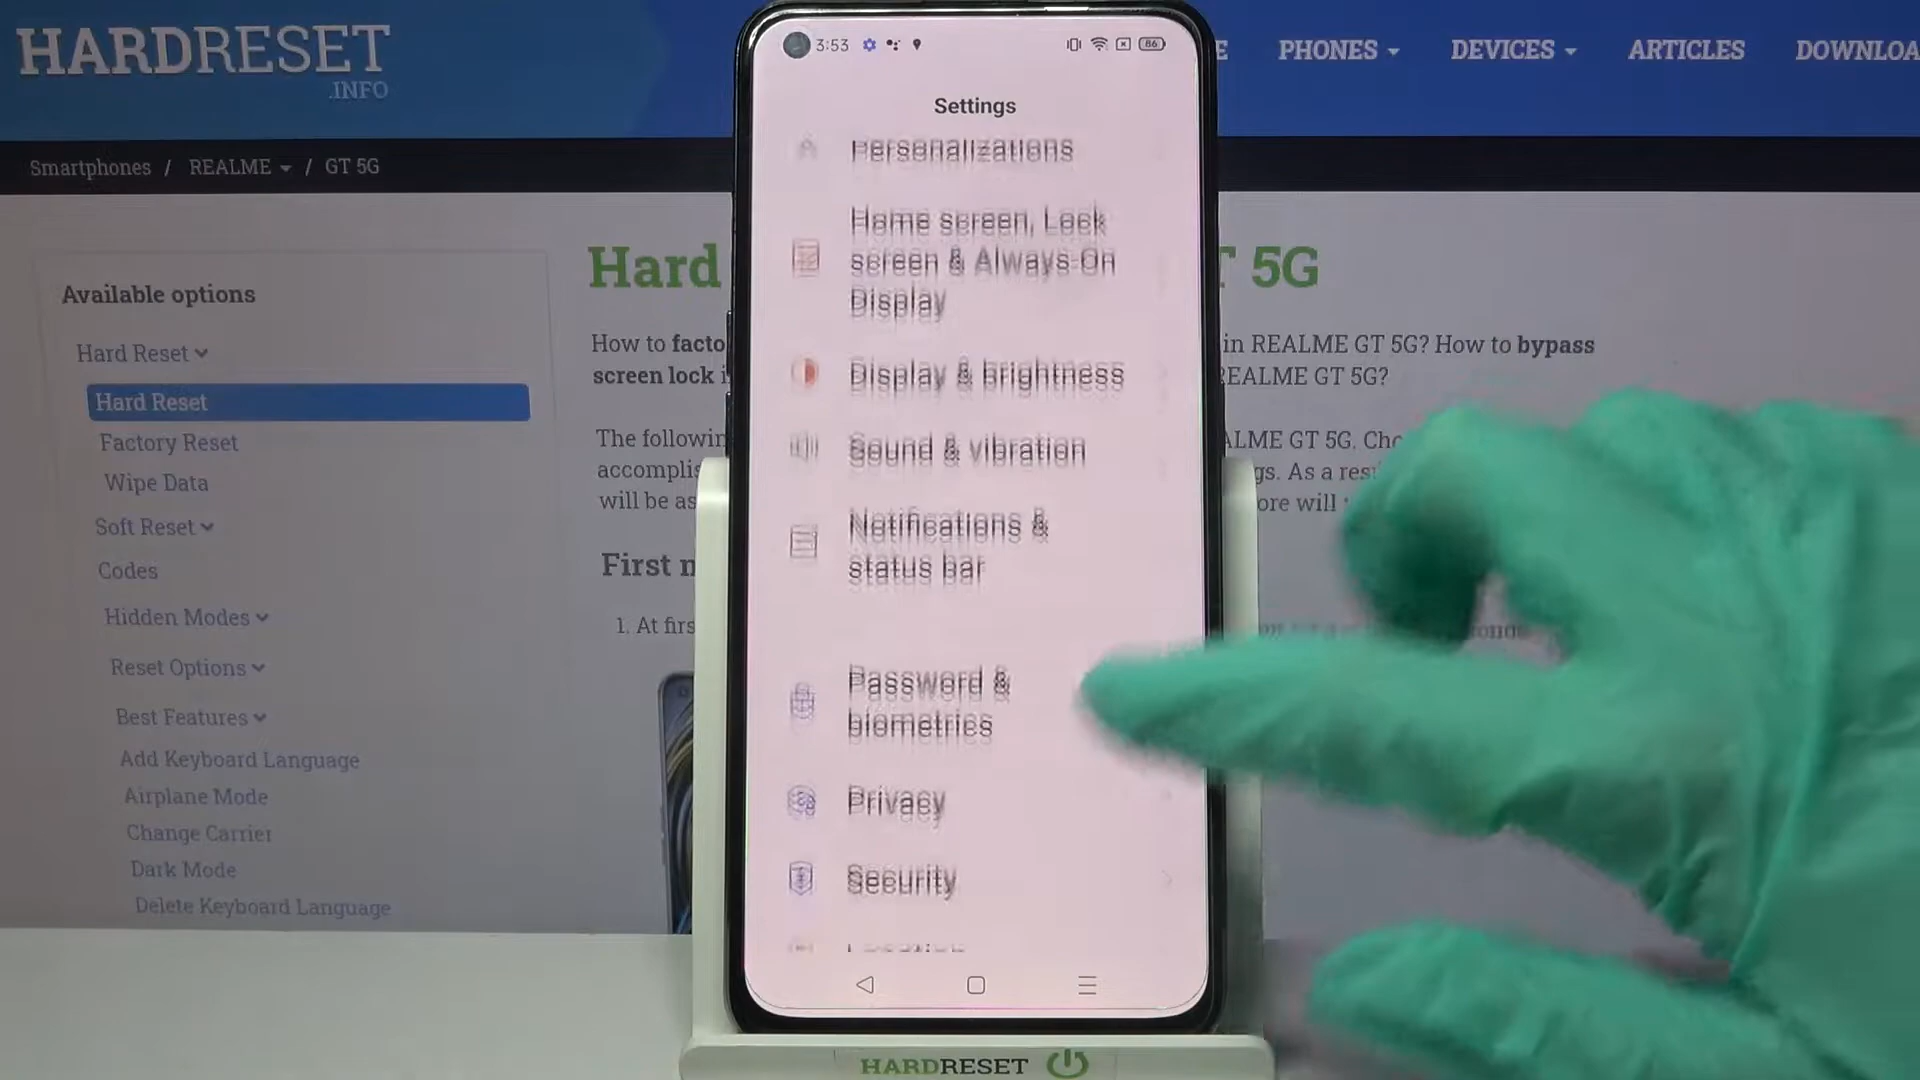 HARDRESET
.INFO
PHONES
DEVICES
ARTICLES
DOWNLOA
Smartphones / REALME / GT 5G
Available options
Hard Reset
Hard Reset
Factory Reset
Wipe Data
Soft Reset
Codes
Hidden Modes
Reset Options
Best Features
Add Keyboard Language
Airplane Mode
Change Carrier
Dark Mode
Delete Keyboard Language
Hard
5G
How to facto
in REALME GT 5G? How to bypass
screen lock
REALME GT 5G?
The followin
ALME GT 5G.
accomplis
gs. As a
will be as
ore will
First
1. At firs
3:53
86
Settings
Personalizations
Home screen, Lock
screen & Always-On
Display
Display & brightness
Sound & vibration
Notifications &
status bar
Password &
biometrics
Privacy
Security
Location
HARDRESET